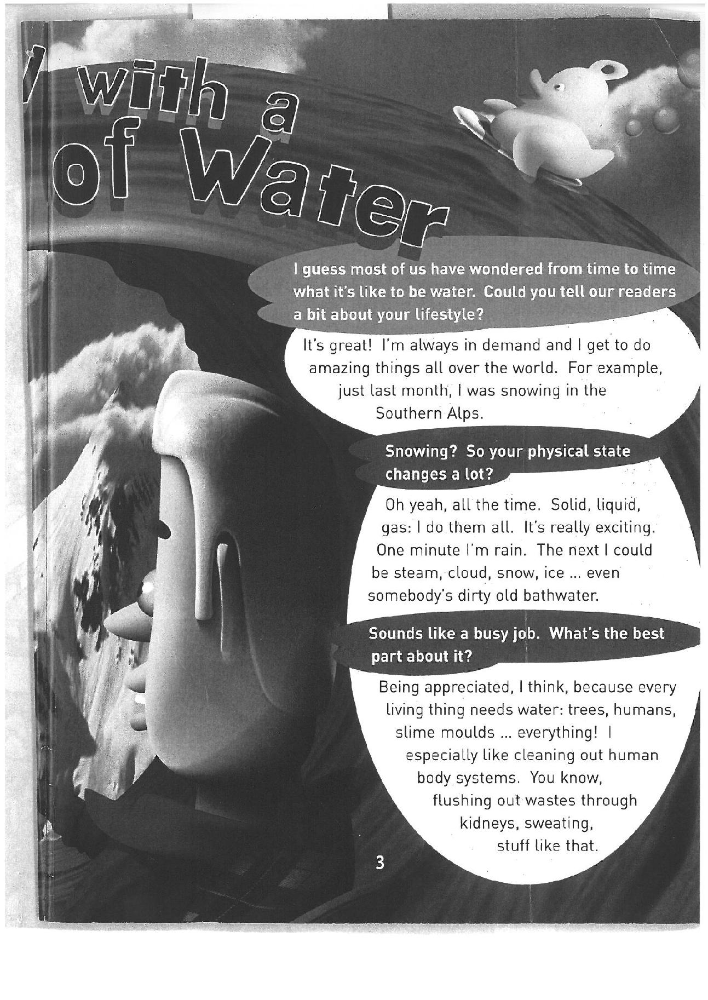 y with a
of Water
I guess most of us have wondered from time to time
what it's like to be water. Could you tell our readers
a bit about your lifestyle?
It's great! I'm always in demand and I get to do
amazing things all over the world. For example,
just last month, I was snowing in the
Southern Alps.
Snowing? So your physical state
changes a lot?
Oh yeah, all the time. Solid, liquid,
gas: I do them all. It's really exciting.
One minute I'm rain. The next I could
be steam, cloud, snow, ice ... even
somebody's dirty old bathwater.
Sounds like a busy job. What's the best
part about it?
Being appreciated, I think, because every
living thing needs water: trees, humans,
slime moulds ... everything! I
especially like cleaning out human
body systems. You know,
flushing out wastes through
kidneys, sweating,
stuff like that.
3